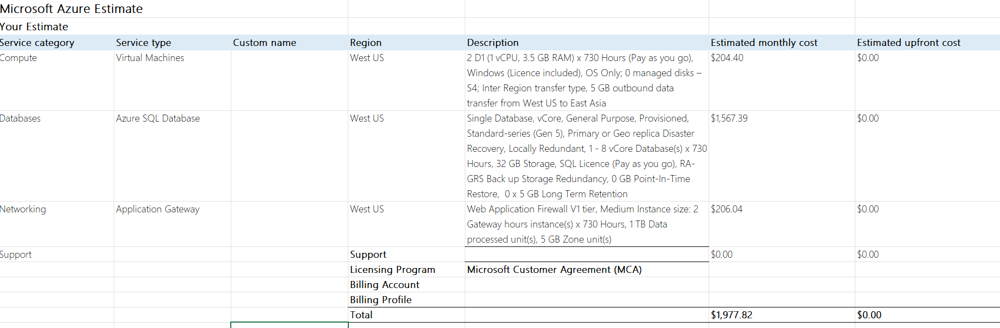 Microsoft Azure Estimate
Your Estimate
Service category Service type Custom name Region Description Estimated monthly cost Estimated upfront cost
Compute Virtual Machines West US 2 D1 (1 vCPU, 3.5 GB RAM) x 730 Hours (Pay as you go), $204.40 $0.00
Windows (Licence included), OS Only; 0 managed disks –
S4; Inter Region transfer type, 5 GB outbound data
transfer from West US to East Asia
Databases Azure SQL Database West US Single Database, vCore, General Purpose, Provisioned, $1,567.39 $0.00
Standard-series (Gen 5), Primary or Geo replica Disaster
Recovery, Locally Redundant, 1 - 8 vCore Database(s) x 730
Hours, 32 GB Storage, SQL Licence (Pay as you go), RA-
GRS Back up Storage Redundancy, 0 GB Point-In-Time
Restore, 0 x 5 GB Long Term Retention
Networking Application Gateway West US Web Application Firewall V1 tier, Medium Instance size: 2 $206.04 $0.00
Gateway hours instance(s) x 730 Hours, 1 TB Data
processed unit(s), 5 GB Zone unit(s)
Support Support $0.00 $0.00
Licensing Program Microsoft Customer Agreement (MCA)
Billing Account
Billing Profile
Total $1,977.82 $0.00